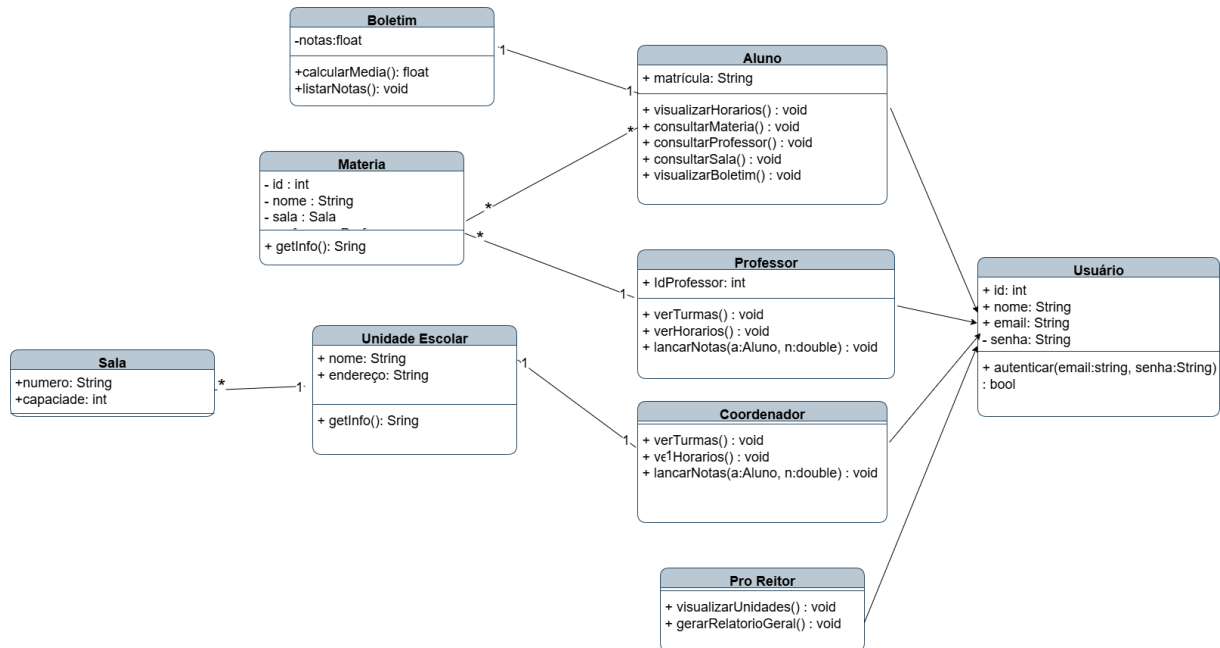 Boletim
-notas:float
+calcularMedia(): float
+listarNotas(): void
1
1
Aluno
+ matrícula: String
+ visualizarHorarios() : void
+ consultarMateria() : void
+ consultarProfessor() : void
+ consultarSala() : void
+ visualizarBoletim() : void
*
*
Materia
- id : int
- nome : String
- sala : Sala
+ getInfo(): Sring
*
1
Professor
+ IdProfessor: int
+ verTurmas() : void
+ verHorarios() : void
+ lancarNotas(a:Aluno, n:double) : void
Usuário
+ id: int
+ nome: String
+ email: String
- senha: String
+ autenticar(email:string, senha:String)
: bool
Sala
+numero: String
+capaciade: int
*
1
Unidade Escolar
+ nome: String
+ endereço: String
+ getInfo(): Sring
1
1
Coordenador
+ verTurmas() : void
1
+ lancarNotas(a:Aluno, n:double) : void
Pro Reitor
+ visualizarUnidades() : void
+ gerarRelatorioGeral() : void